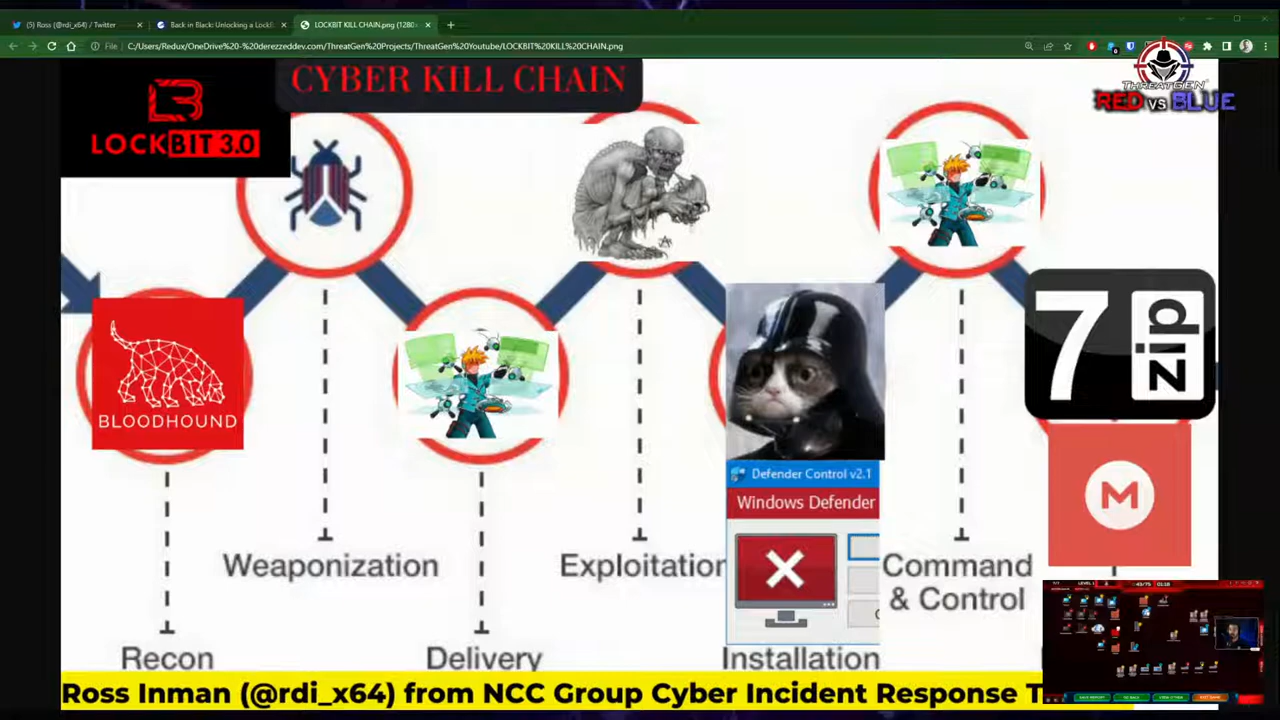 (5) Ross (@rdi_x64) / Twitter
Back in Black: Unlocking a LockB
LOCKBIT KILL CHAIN.png (1280
File
C:/Users/Redux/OneDrive%20-%20derezzeddev.com/ThreatGen%20Projects/ThreatGen%20Youtube/LOCKBIT%20KILL%20CHAIN.png
CYBER KILL CHAIN
LOCKBIT 3.0
THREATGEN
RED vs BLUE
BLOODHOUND
7zip
Defender Control v2.1
Windows Defender
M
Weaponization
Exploitation
Command
& Control
Recon
Delivery
Installation
Ross Inman (@rdi_x64) from NCC Group Cyber Incident Response T